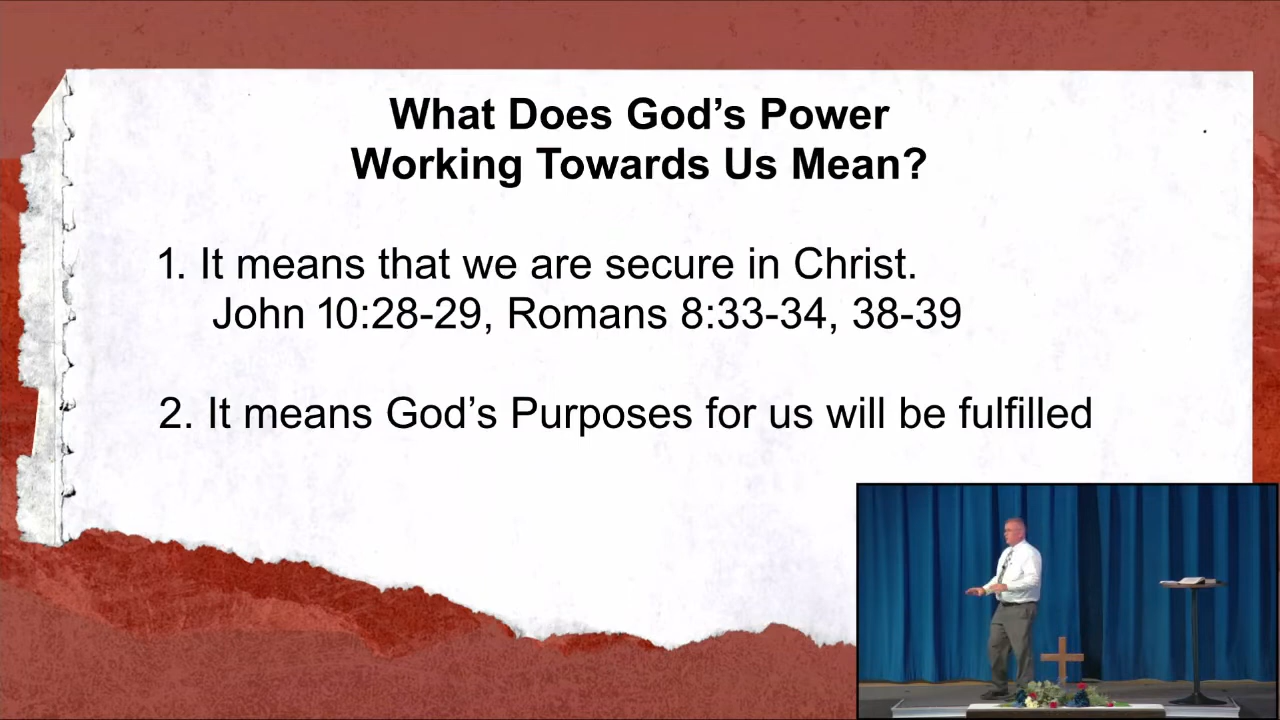 What Does God’s Power
Working Towards Us Mean?
1. It means that we are secure in Christ.
John 10:28-29, Romans 8:33-34, 38-39
2. It means God’s Purposes for us will be fulfilled